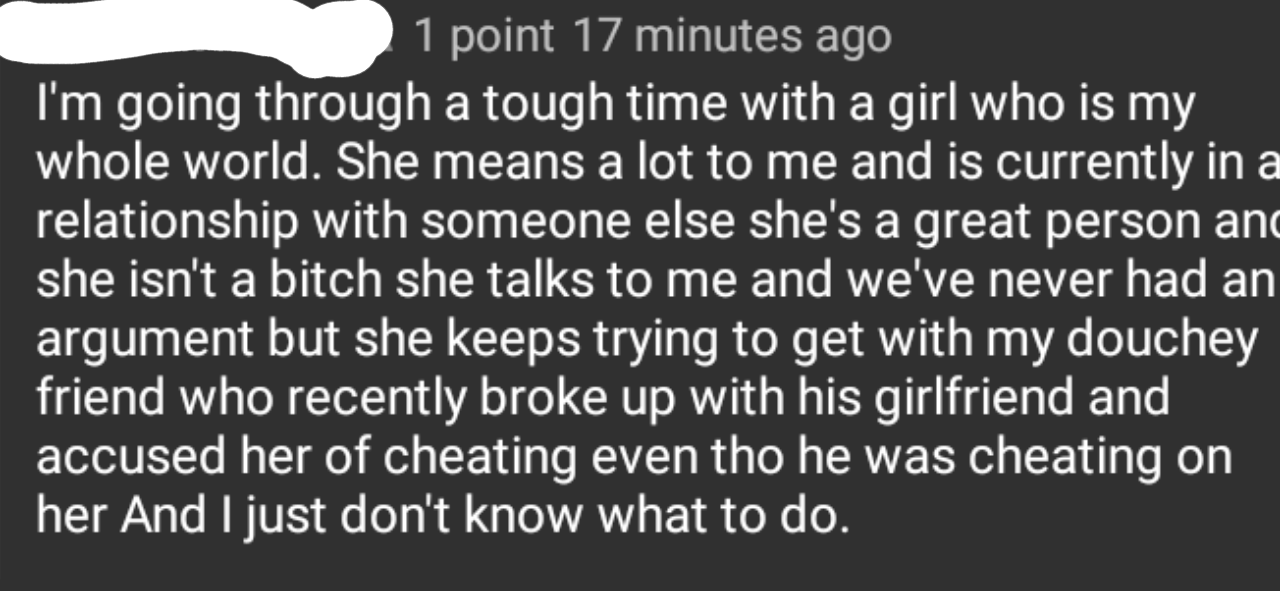 1 point 17 minutes ago
I'm going through a tough time with a girl who is my
whole world. She means a lot to me and is currently in a
relationship with someone else she's a great person and
she isn't a bitch she talks to me and we've never had an
argument but she keeps trying to get with my douchey
friend who recently broke up with his girlfriend and
accused her of cheating even tho he was cheating on
her And I just don't know what to do.